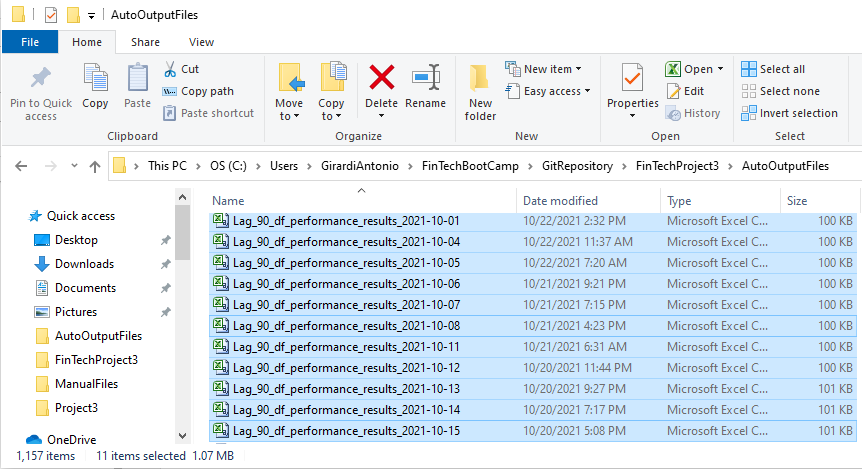 AutoOutputFiles
File Home Share View
Pin to Quick access
Copy
Paste
Cut
Copy path
Paste shortcut
Clipboard
Move to
Copy to
Delete
Rename
Organize
New folder
New item
Easy access
New
Properties
Open
Edit
History
Open
Select all
Select none
Invert selection
Select
This PC > OS (C:) > Users > GirardiAntonio > FinTechBootCamp > GitRepository > FinTechProject3 > AutoOutputFiles
Quick access
Desktop
Downloads
Documents
Pictures
AutoOutputFiles
FinTechProject3
ManualFiles
Project3
OneDrive
Name Date modified Type Size
Lag_90_df_performance_results_2021-10-01 10/22/2021 2:32 PM Microsoft Excel C... 100 KB
Lag_90_df_performance_results_2021-10-04 10/22/2021 11:37 AM Microsoft Excel C... 100 KB
Lag_90_df_performance_results_2021-10-05 10/22/2021 7:20 AM Microsoft Excel C... 100 KB
Lag_90_df_performance_results_2021-10-06 10/21/2021 9:21 PM Microsoft Excel C... 100 KB
Lag_90_df_performance_results_2021-10-07 10/21/2021 7:15 PM Microsoft Excel C... 100 KB
Lag_90_df_performance_results_2021-10-08 10/21/2021 4:23 PM Microsoft Excel C... 100 KB
Lag_90_df_performance_results_2021-10-11 10/21/2021 6:31 AM Microsoft Excel C... 100 KB
Lag_90_df_performance_results_2021-10-12 10/20/2021 11:44 PM Microsoft Excel C... 100 KB
Lag_90_df_performance_results_2021-10-13 10/20/2021 9:27 PM Microsoft Excel C... 101 KB
Lag_90_df_performance_results_2021-10-14 10/20/2021 7:17 PM Microsoft Excel C... 101 KB
Lag_90_df_performance_results_2021-10-15 10/20/2021 5:08 PM Microsoft Excel C... 101 KB
1,157 items 11 items selected 1.07 MB